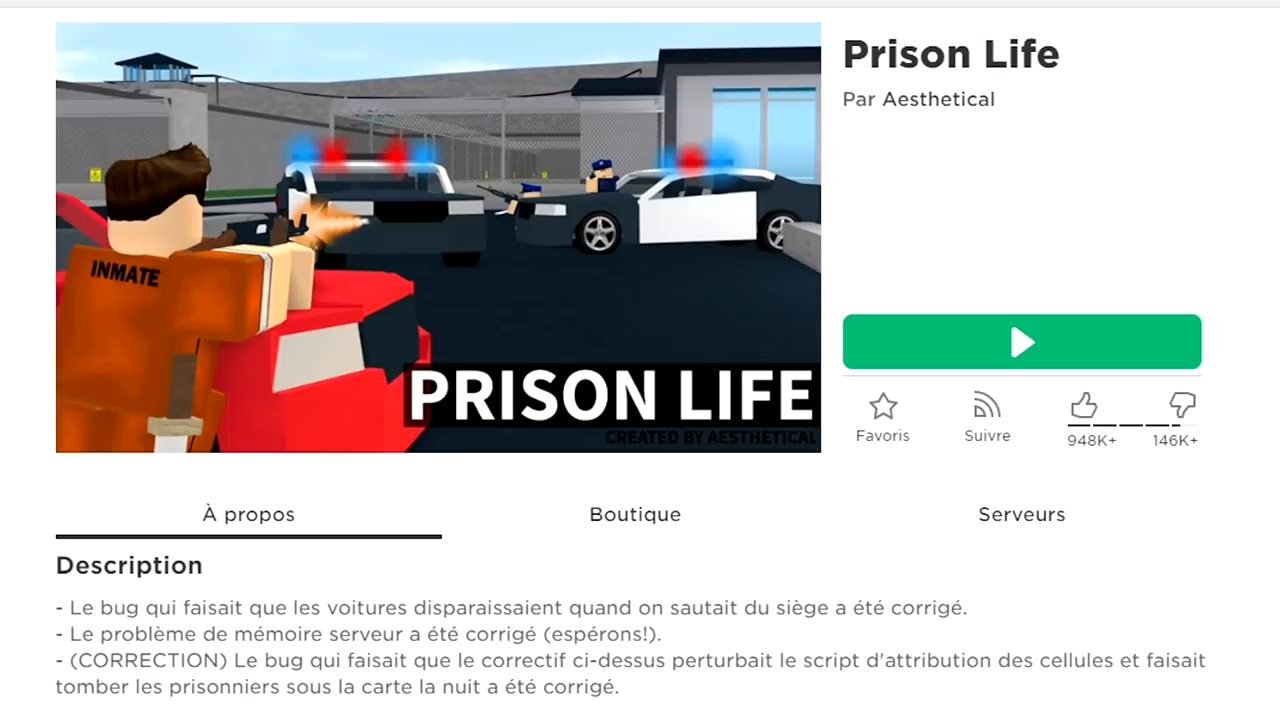 Prison Life
Par Aesthetical
INMATE
PRISON LIFE
CREATED BY AESTHETICAL
Favoris
Suivre
948K+
146K+
À propos
Boutique
Serveurs
Description
- Le bug qui faisait que les voitures disparaissaient quand on sautait du siège a été corrigé.
- Le problème de mémoire serveur a été corrigé (espérons!).
- (CORRECTION) Le bug qui faisait que le correctif ci-dessus perturbait le script d'attribution des cellules et faisait
tomber les prisonniers sous la carte la nuit a été corrigé.